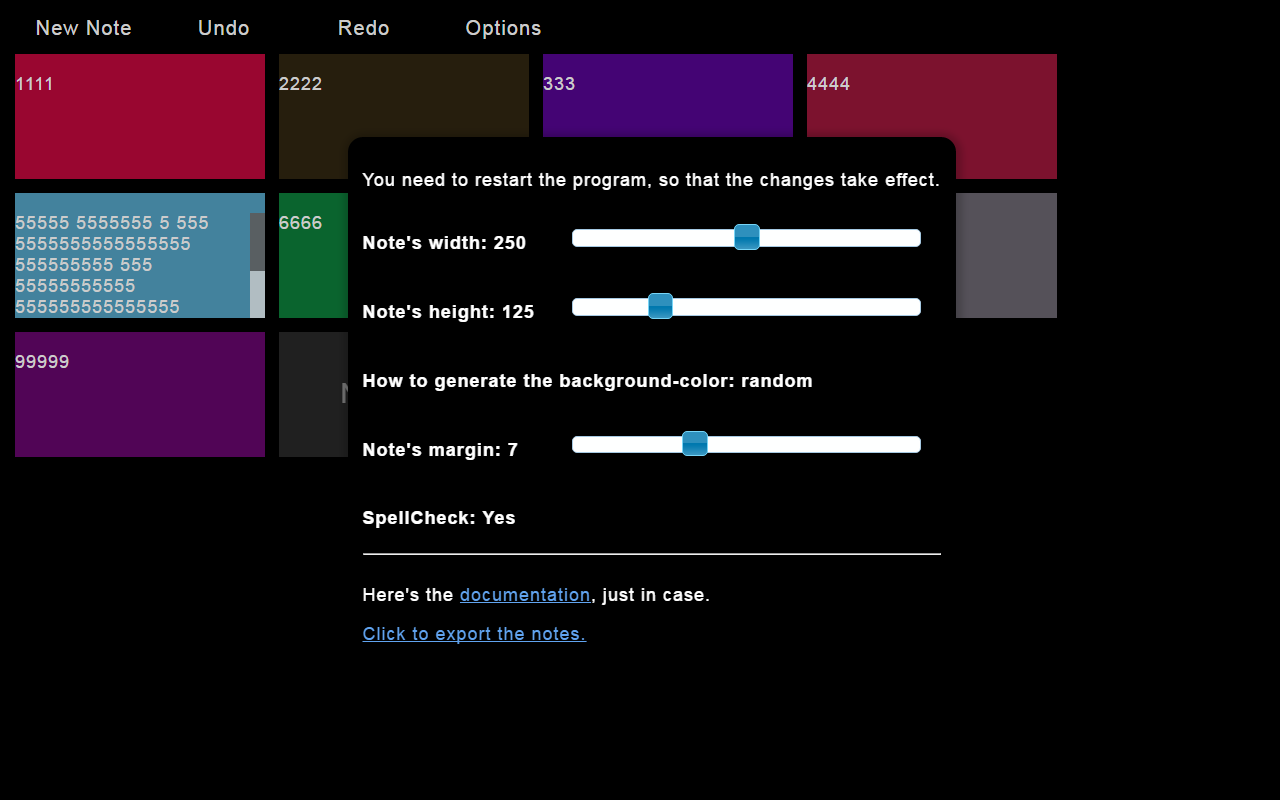 New Note Undo Redo Options
1111
2222
333
4444
You need to restart the program, so that the changes take effect.
55555 5555555 5 555
5555555555555555
555555555 555
55555555555
555555555555555
6666
Note's width: 250
Note's height: 125
99999
How to generate the background-color: random
Note's margin: 7
SpellCheck: Yes
Here's the documentation, just in case.
Click to export the notes.